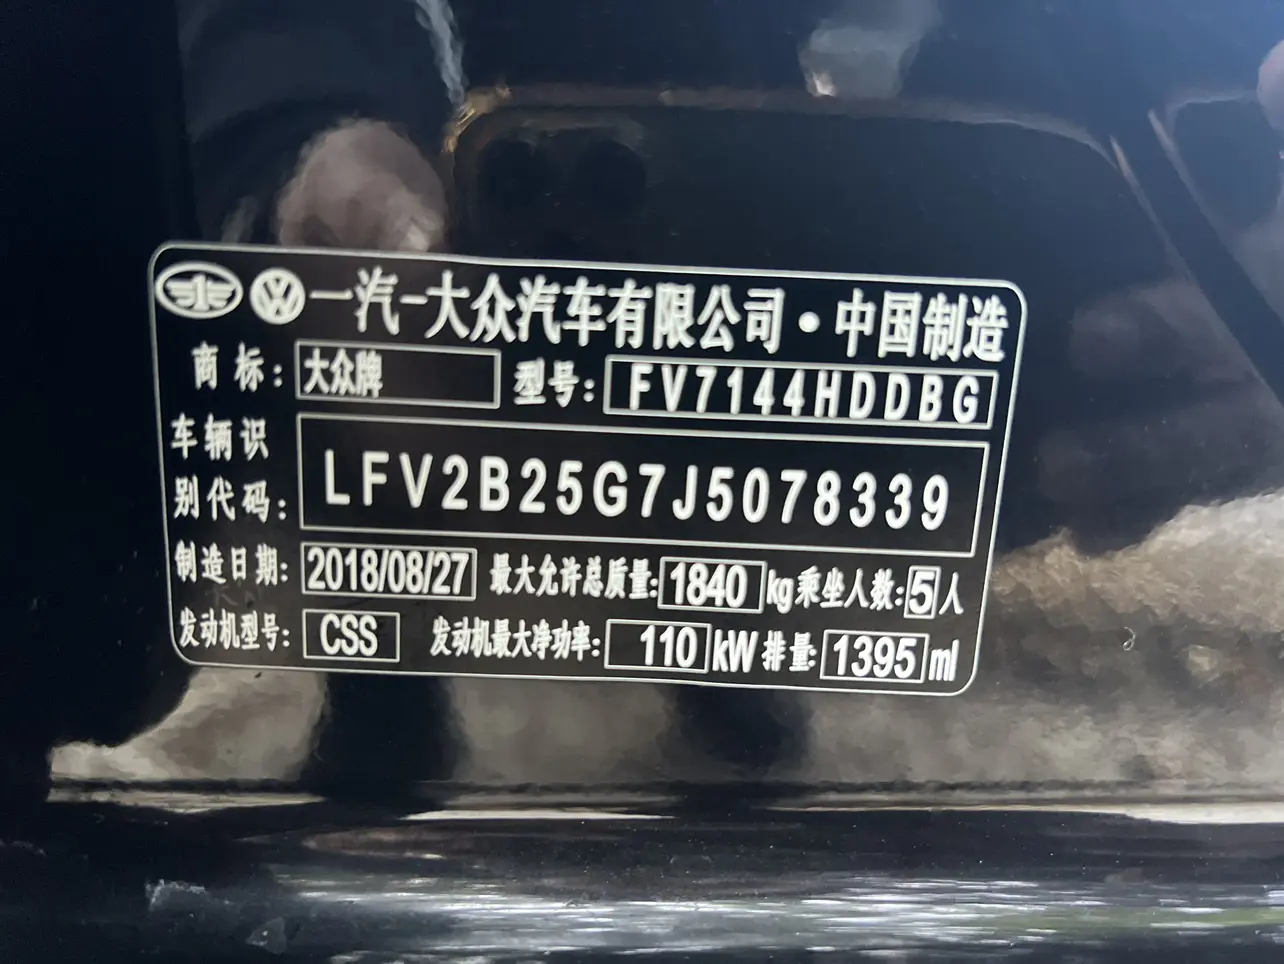 一汽-大众汽车有限公司·中国制造
商标: 大众牌 型号: FV7144HDDBG
车辆识
别代码: LFV2B25G7J5078339
制造日期: 2018/08/27 最大允许总质量: 1840 kg 乘坐人数: 5 人
发动机型号: CSS 发动机最大净功率: 110 kW 排量: 1395 ml